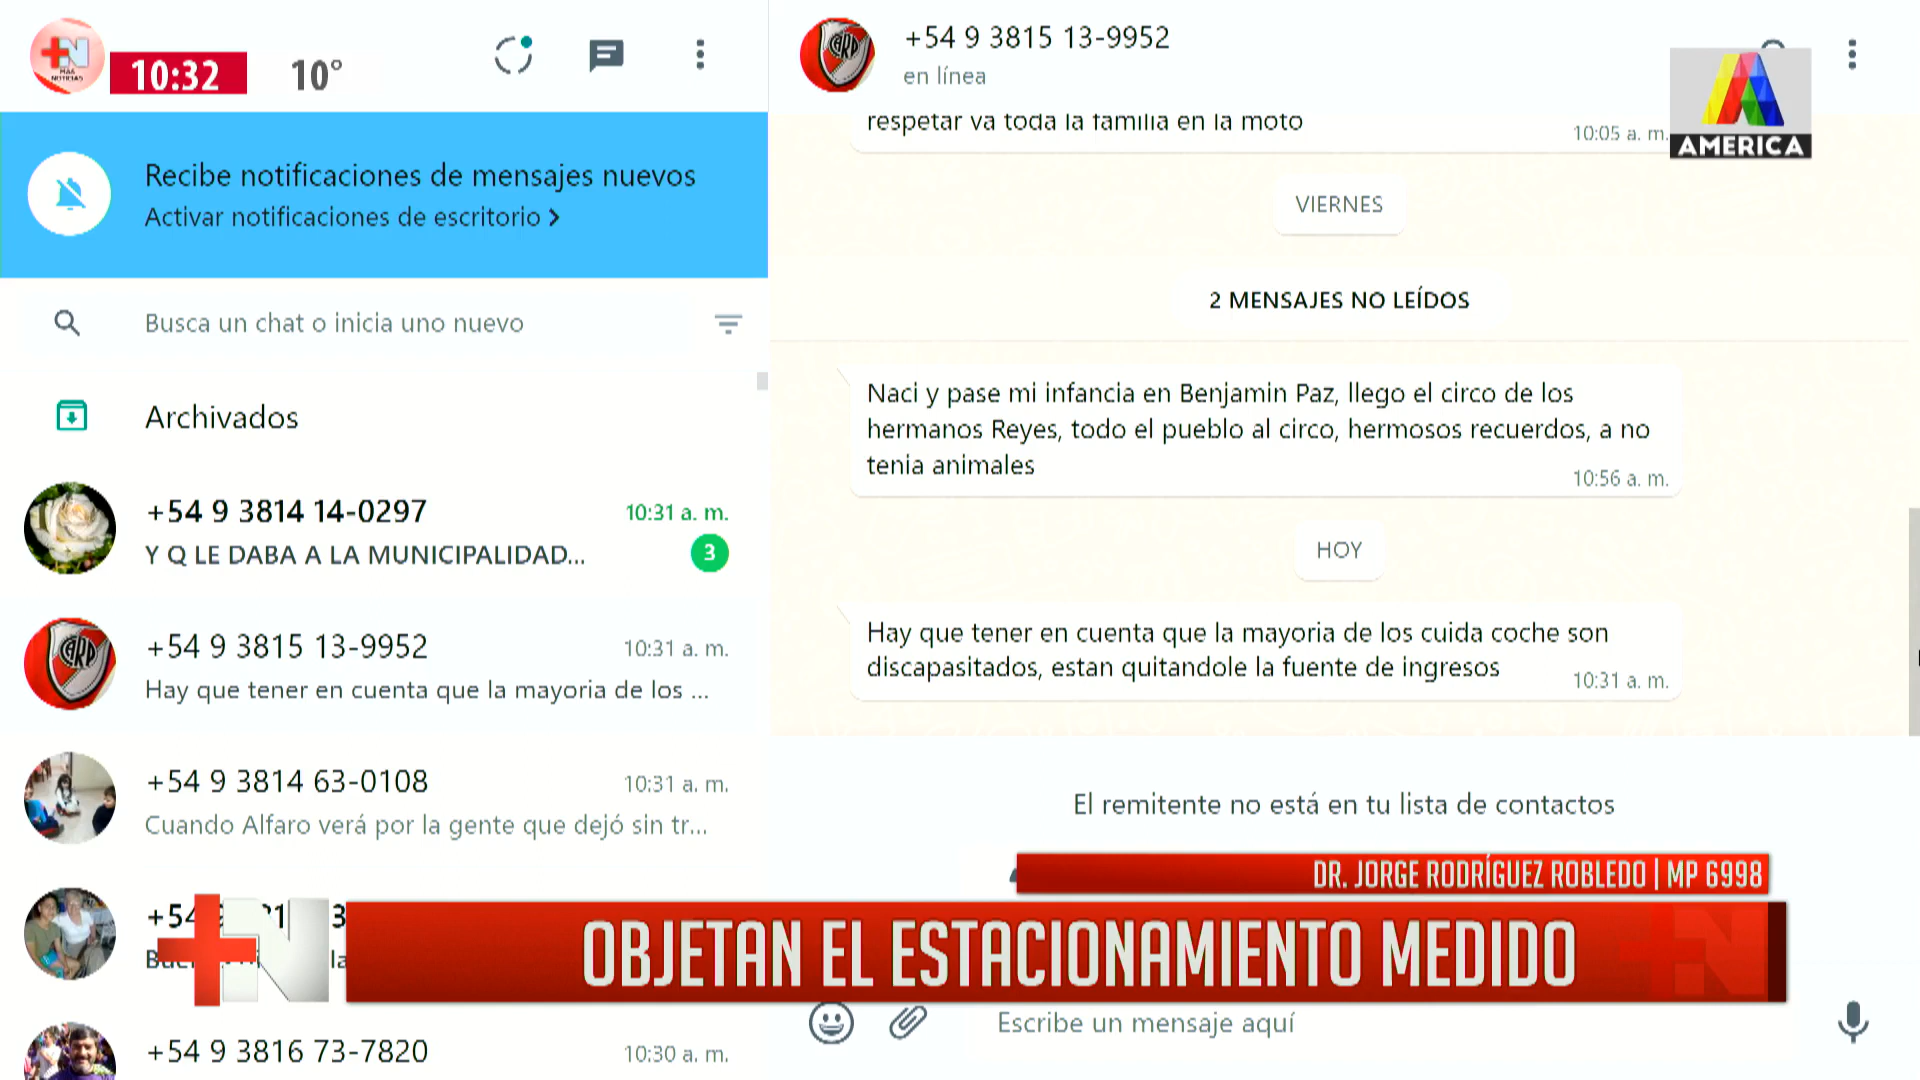 10:32
10°
Recibe notificaciones de mensajes nuevos
Activar notificaciones de escritorio >
Busca un chat o inicia uno nuevo
Archivados
+54 9 3814 14-0297
10:31 a. m.
Y Q LE DABA A LA MUNICIPALIDAD...
3
+54 9 3815 13-9952
10:31 a. m.
Hay que tener en cuenta que la mayoria de los ...
+54 9 3814 63-0108
10:31 a. m.
Cuando Alfaro verá por la gente que dejó sin tr...
+54 9 3816 73-7820
10:30 a. m.
+54 9 3815 13-9952
en línea
AMERICA
respetar va toda la familia en la moto
10:05 a. m.
VIERNES
2 MENSAJES NO LEÍDOS
Naci y pase mi infancia en Benjamin Paz, llego el circo de los
hermanos Reyes, todo el pueblo al circo, hermosos recuerdos, a no
tenia animales
10:56 a. m.
HOY
Hay que tener en cuenta que la mayoria de los cuida coche son
discapasitados, estan quitandole la fuente de ingresos
10:31 a. m.
El remitente no está en tu lista de contactos
DR. JORGE RODRÍGUEZ ROBLEDO | MP 6998
+N
OBJETAN EL ESTACIONAMIENTO MEDIDO
Escribe un mensaje aquí